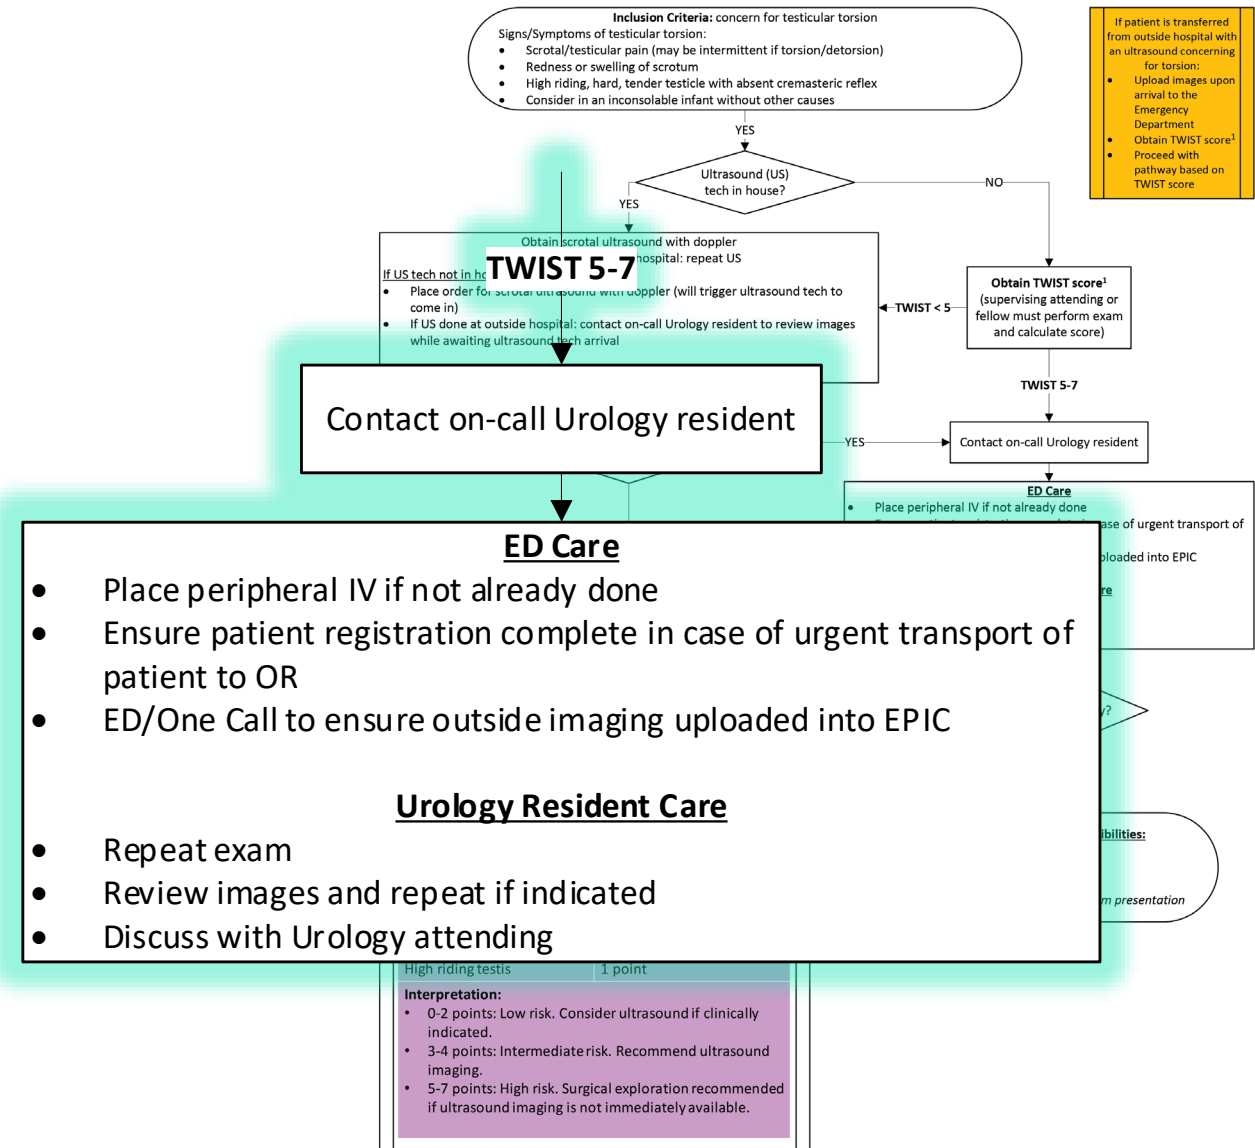 Inclusion Criteria: concern for testicular torsion
Signs/Symptoms of testicular torsion:
• Scrotal/testicular pain (may be intermittent if torsion/detorsion)
• Redness or swelling of scrotum
• High riding, hard, tender testicle with absent cremasteric reflex
• Consider in an inconsolable infant without other causes
If patient is transferred
from outside hospital with
an ultrasound concerning
for torsion:
• Upload images upon
arrival to the
Emergency
Department
• Obtain TWIST score1
• Proceed with
pathway based on
TWIST score
YES
Ultrasound (US)
tech in house?
YES
NO
Obtain scrotal ultrasound with doppler
hospital: repeat US
If US tech not in
TWIST 5-7
• Place order for scrotal ultrasound with doppler (will trigger ultrasound tech to
come in)
• If US done at outside hospital: contact on-call Urology resident to review images
while awaiting ultrasound tech arrival
TWIST < 5
Obtain TWIST score1
(supervising attending or
fellow must perform exam
and calculate score)
TWIST 5-7
Contact on-call Urology resident
YES
Contact on-call Urology resident
ED Care
• Place peripheral IV if not already done
case of urgent transport of
uploaded into EPIC
ED Care
• Place peripheral IV if not already done
• Ensure patient registration complete in case of urgent transport of
patient to OR
• ED/One Call to ensure outside imaging uploaded into EPIC
Urology Resident Care
• Repeat exam
• Review images and repeat if indicated
• Discuss with Urology attending
presentation
High riding testis 1 point
Interpretation:
• 0-2 points: Low risk. Consider ultrasound if clinically
indicated.
• 3-4 points: Intermediate risk. Recommend ultrasound
imaging.
• 5-7 points: High risk. Surgical exploration recommended
if ultrasound imaging is not immediately available.